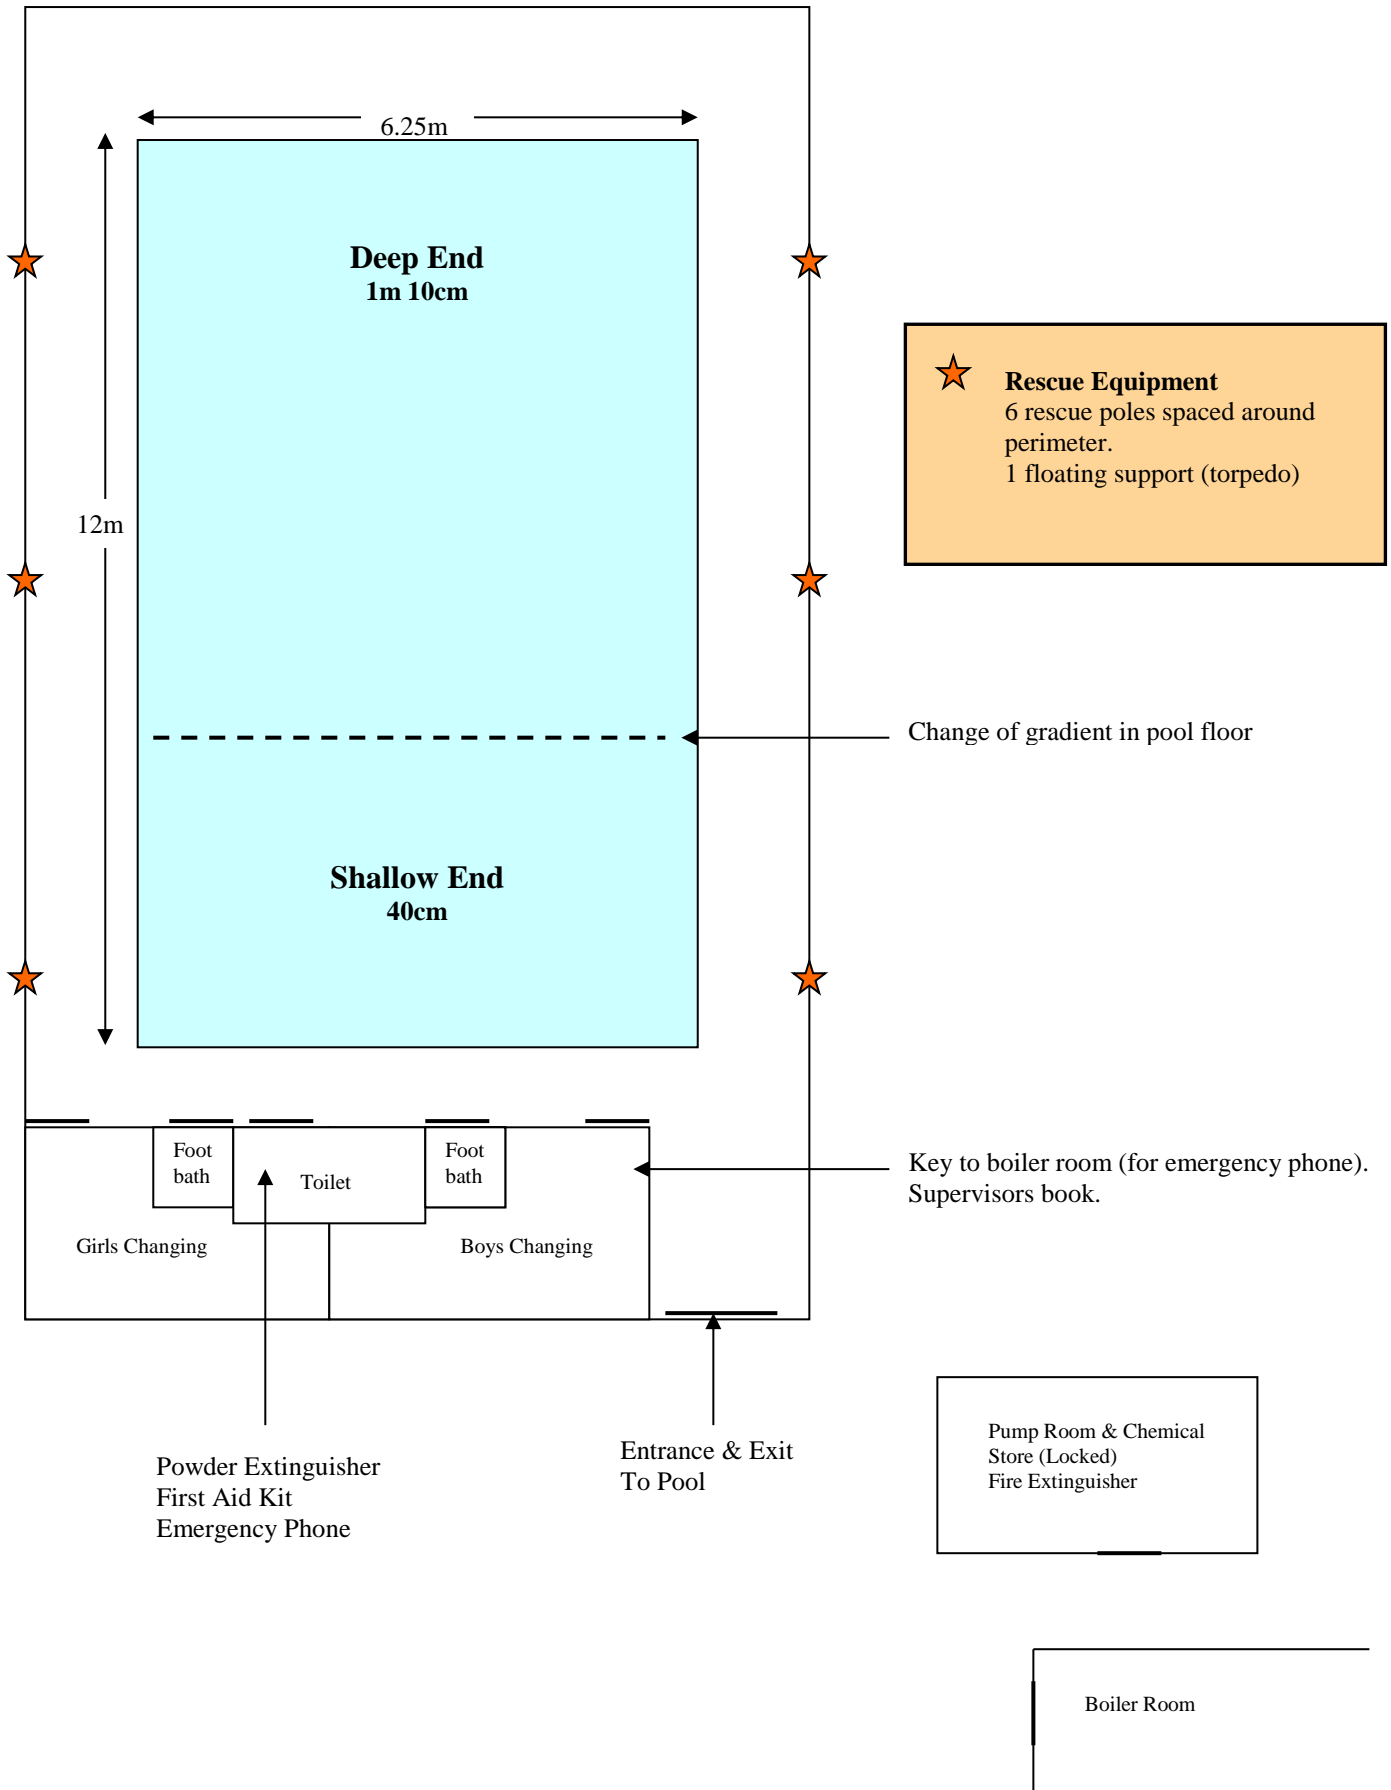 6.25m
Deep End
1m 10cm
Rescue Equipment
6 rescue poles spaced around
perimeter.
1 floating support (torpedo)
12m
Change of gradient in pool floor
Shallow End
40cm
Foot
bath
Toilet
Foot
bath
Key to boiler room (for emergency phone).
Supervisors book.
Girls Changing
Boys Changing
Powder Extinguisher
First Aid Kit
Emergency Phone
Entrance & Exit
To Pool
Pump Room & Chemical
Store (Locked)
Fire Extinguisher
Boiler Room